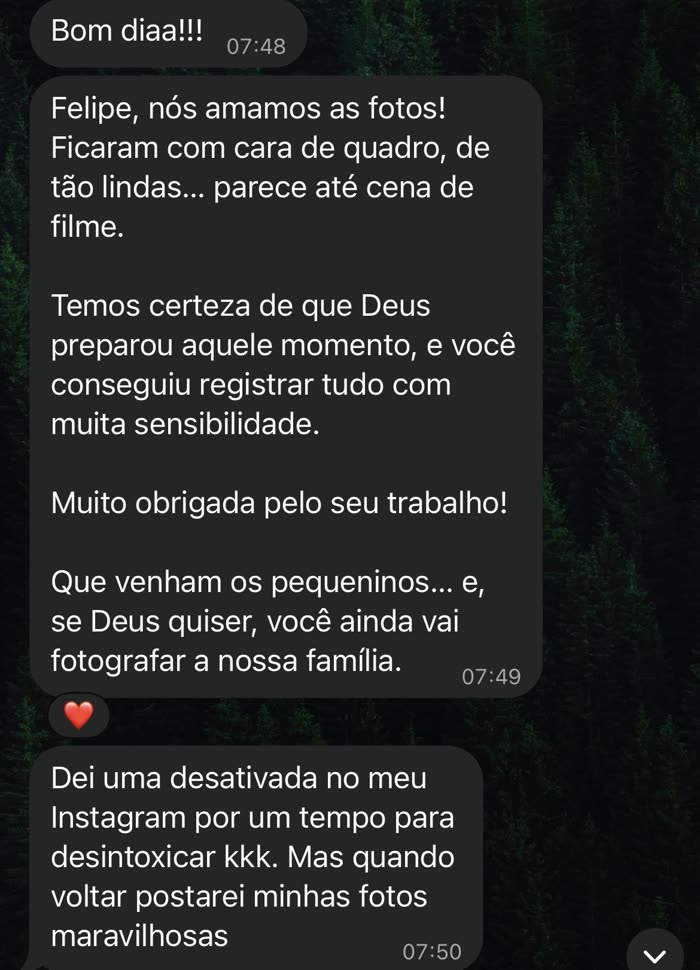 Bom diaa!!!
07:48
Felipe, nós amamos as fotos!
Ficaram com cara de quadro, de
tão lindas... parece até cena de
filme.
Temos certeza de que Deus
preparou aquele momento, e você
conseguiu registrar tudo com
muita sensibilidade.
Muito obrigada pelo seu trabalho!
Que venham os pequeninos... e,
se Deus quiser, você ainda vai
fotografar a nossa família.
07:49
❤️
Dei uma desativada no meu
Instagram por um tempo para
desintoxicar kkk. Mas quando
voltar postarei minhas fotos
maravilhosas
07:50